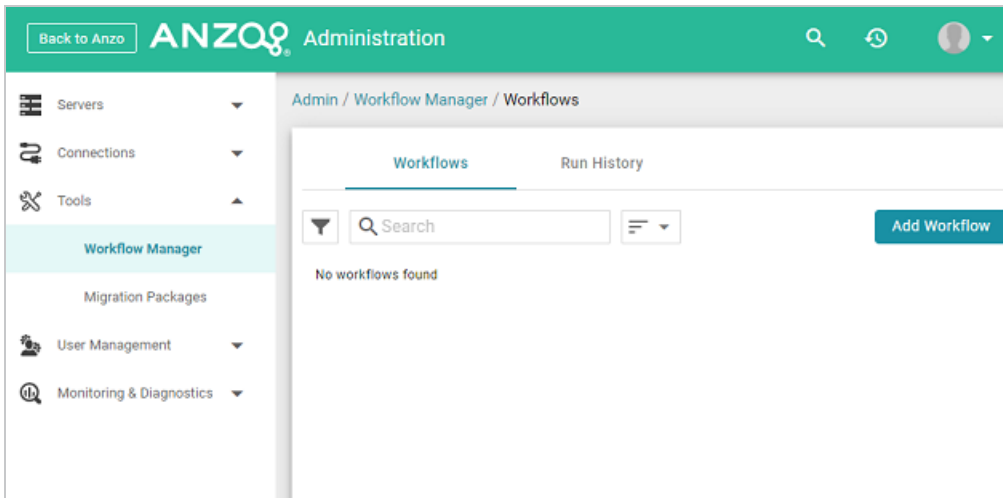 Back to Anzo
ANZO® Administration
Servers
Connections
Tools
Workflow Manager
Migration Packages
User Management
Monitoring & Diagnostics
Admin / Workflow Manager / Workflows
Workflows Run History
Search
Add Workflow
No workflows found